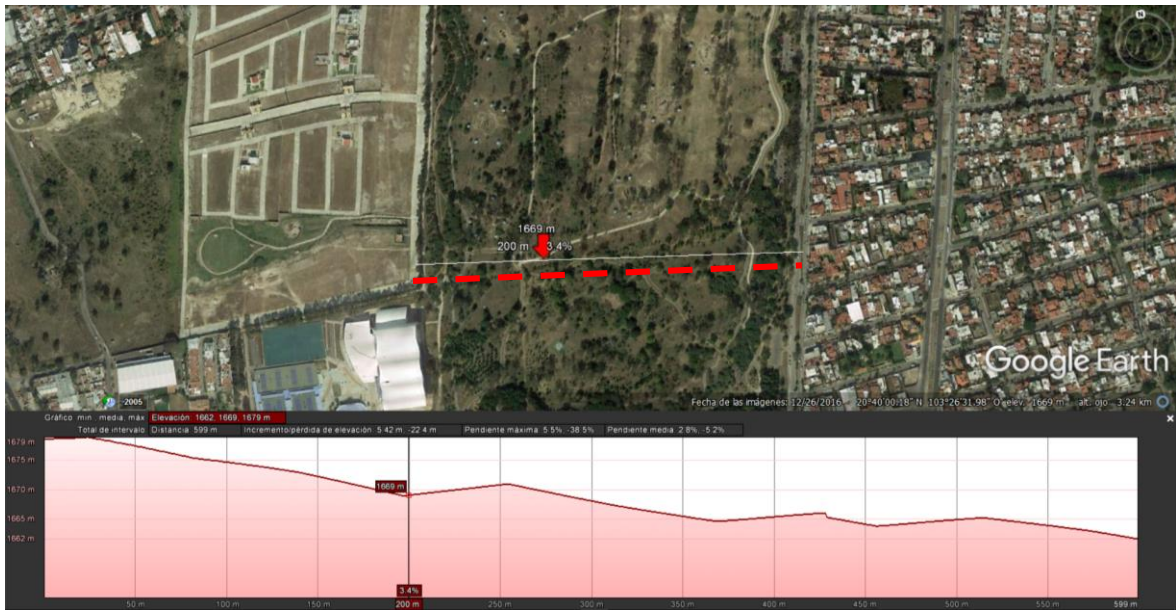 1669 m
200 m 3.4%
Google Earth
2005
Fecha de las imágenes: 12/26/2016 20°40'00.18" N 103°26'31.98" O elev. 1669 m alt. ojo 3.24 km
Gráfico: mín., media, máx. Elevación: 1662, 1669, 1679 m
Total de intervalo: Distancia: 599 m Incremento/pérdida de elevación: 5.42 m, -22.4 m Pendiente máxima: 5.5%, -38.5% Pendiente media: 2.8%, -5.2%
1679 m
1675 m
1669 m
1670 m
1665 m
1662 m
3.4%
50 m 100 m 150 m 200 m 250 m 300 m 350 m 400 m 450 m 500 m 550 m 599 m